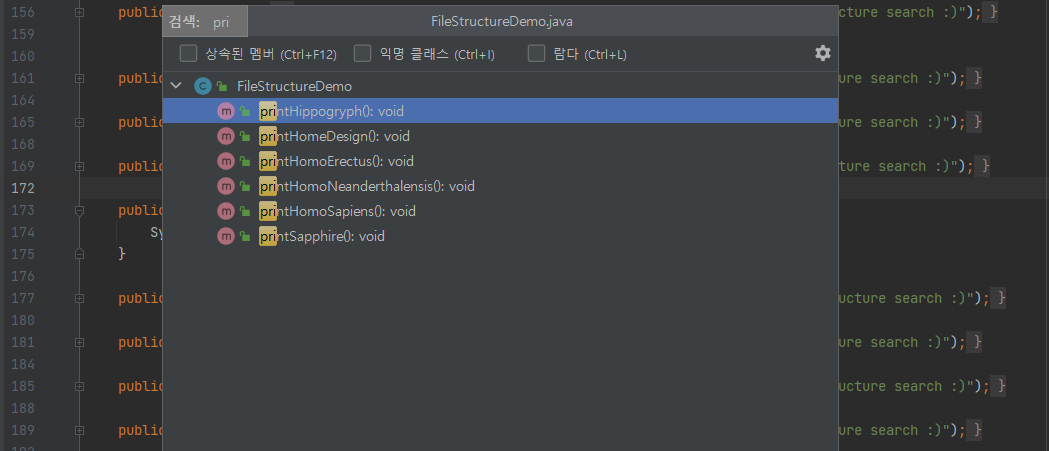 검색: pri
FileStructureDemo.java
상속된 멤버 (Ctrl+F12) 익명 클래스 (Ctrl+I) 람다 (Ctrl+L)
C FileStructureDemo
m printHippogryph(): void
m printHomeDesign(): void
m printHomoErectus(): void
m printHomoNeanderthalensis(): void
m printHomoSapiens(): void
m printSapphire(): void
156 public cture search :)"); }
159
160
161 public ure search :)"); }
164
165 public ure search :)"); }
168
169 public ture search :)"); }
172
173 public
174 Sy
175 }
176
177 public ucture search :)"); }
180
181 public ure search :)"); }
184
185 public ucture search :)"); }
188
189 public ure search :)"); }